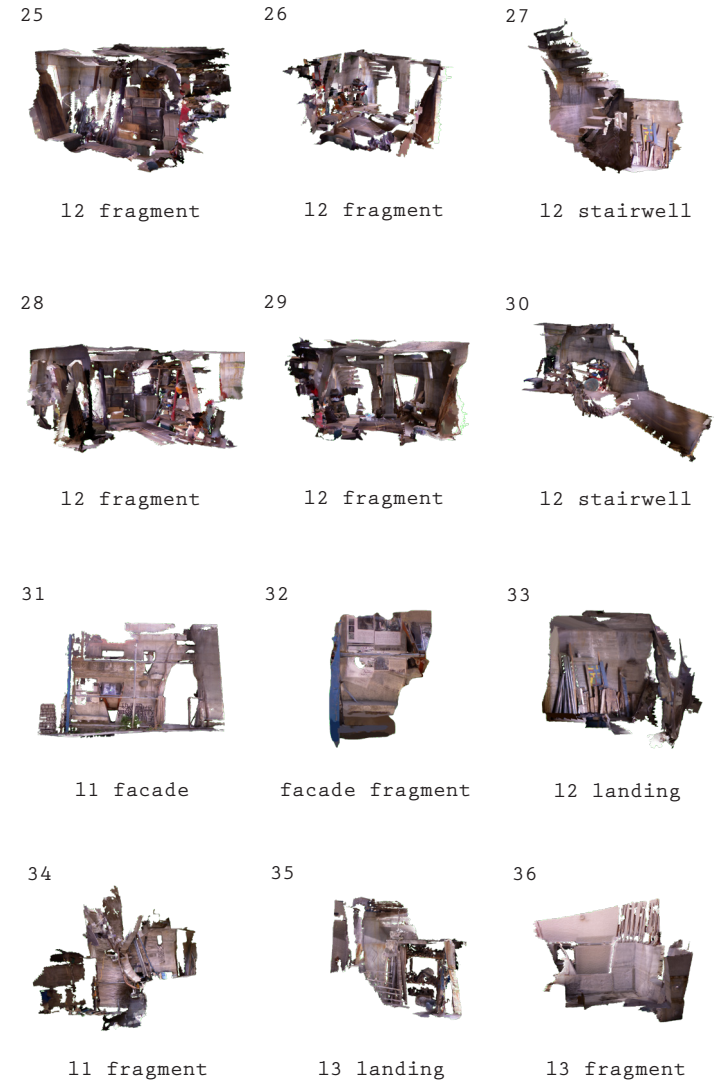 25 26 27
l2 fragment l2 fragment l2 stairwell
28 29 30
l2 fragment l2 fragment l2 stairwell
31 32 33
l1 facade facade fragment l2 landing
34 35 36
l1 fragment l3 landing l3 fragment